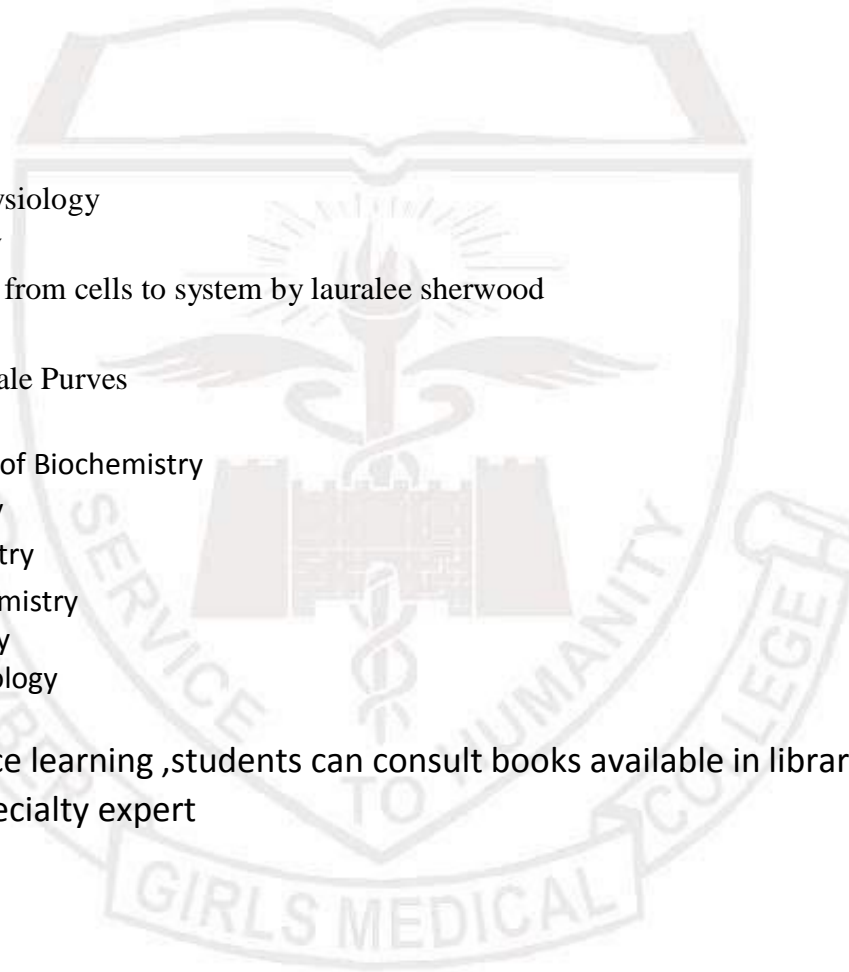 ysiology
from cells to system by lauralee sherwood
ale Purves
of Biochemistry
y
try
mistry
y
ology
ce learning ,students can consult books available in librar
ecialty expert
SERVICE TO HUMANITY
GIRLS MEDICAL COLLEGE